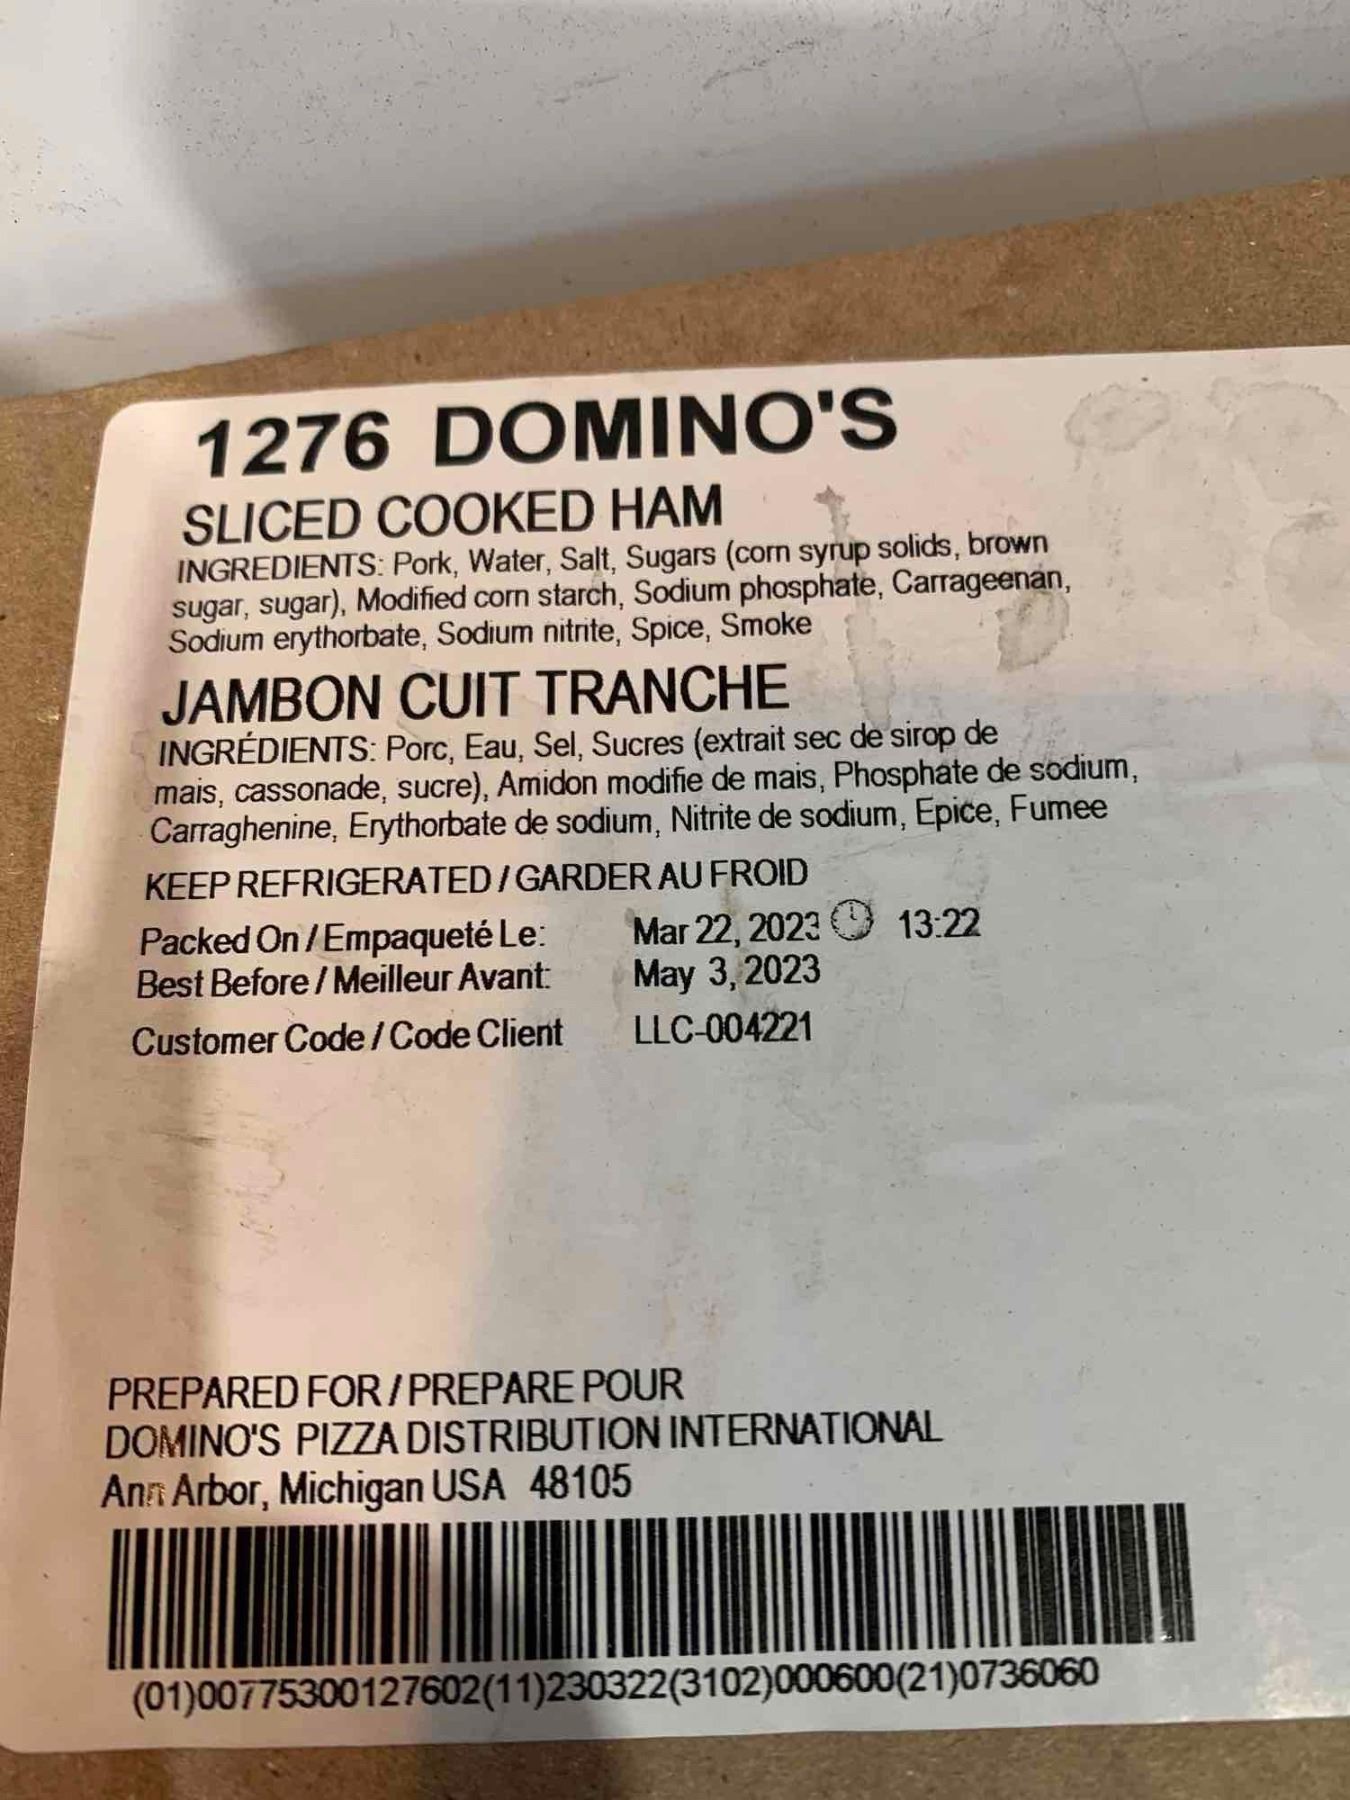 1276 DOMINO'S
SLICED COOKED HAM
INGREDIENTS: Pork, Water, Salt, Sugars (corn syrup solids, brown
sugar, sugar), Modified corn starch, Sodium phosphate, Carrageenan,
Sodium erythorbate, Sodium nitrite, Spice, Smoke
JAMBON CUIT TRANCHE
INGRÉDIENTS: Porc, Eau, Sel, Sucres (extrait sec de sirop de
mais, cassonade, sucre), Amidon modifie de mais, Phosphate de sodium,
Carraghenine, Erythorbate de sodium, Nitrite de sodium, Epice, Fumee
KEEP REFRIGERATED / GARDER AU FROID
Packed On / Empaqueté Le: Mar 22, 2023 13:22
Best Before / Meilleur Avant: May 3, 2023
Customer Code / Code Client LLC-004221
PREPARED FOR / PREPARE POUR
DOMINO'S PIZZA DISTRIBUTION INTERNATIONAL
Ann Arbor, Michigan USA 48105
(01)00775300127602(11)230322(3102)000600(21)0736060